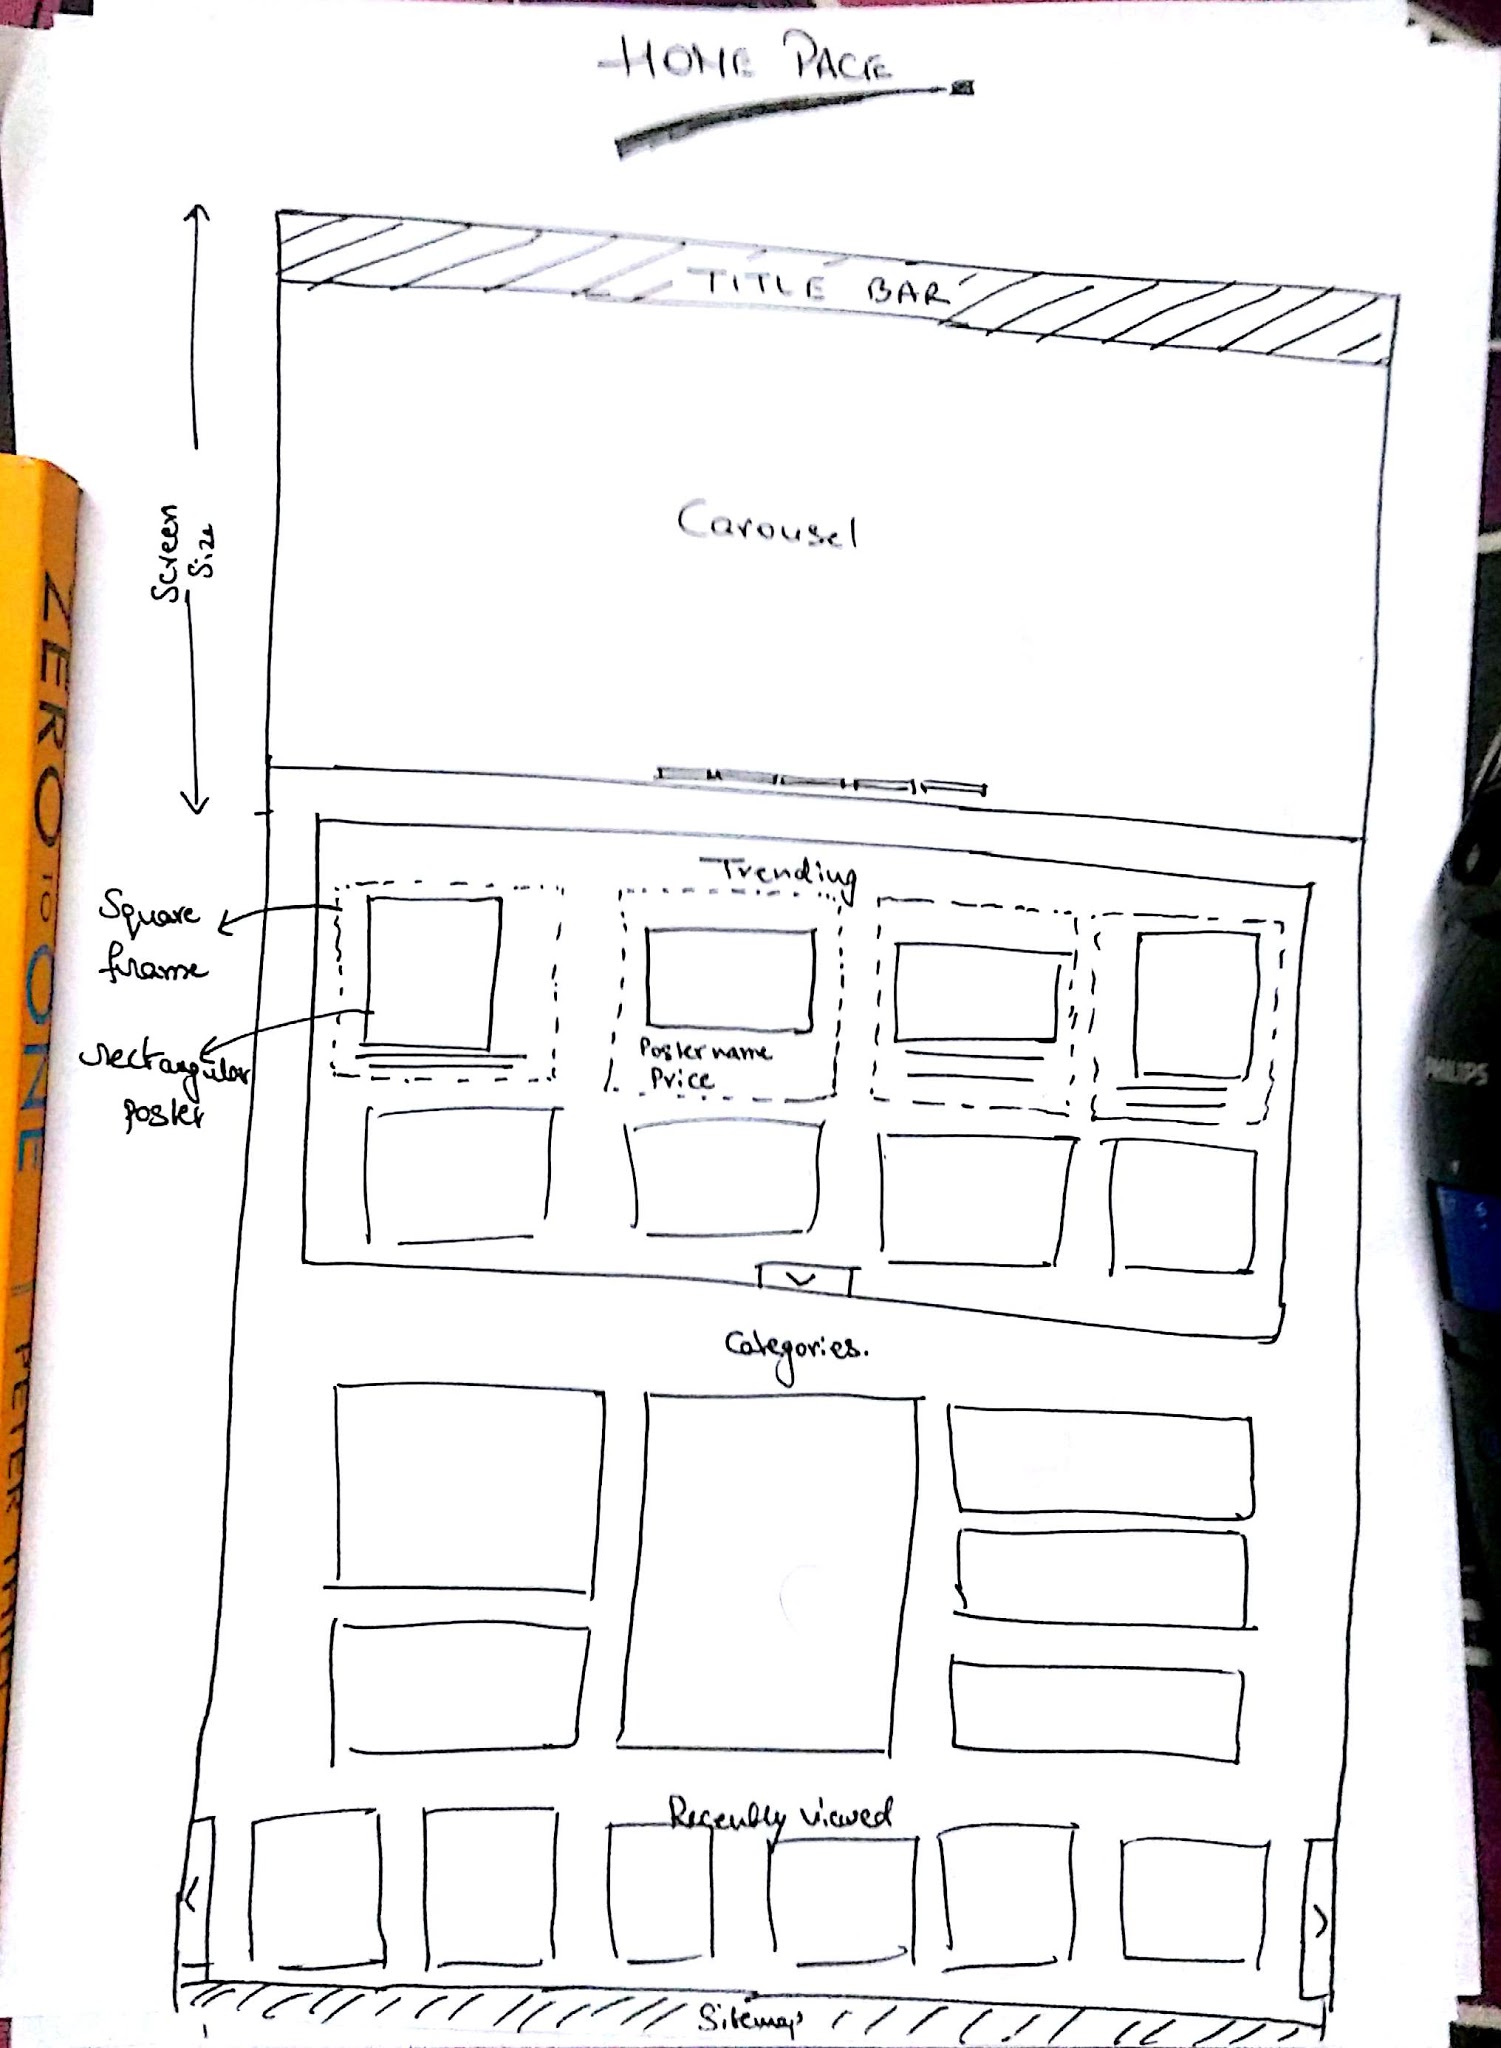 HOME PAGE
TITLE BAR
Screen
Size
Carousel
Trending
Square
frame
rectangular
poster
Poster name
Price
Categories.
Recently viewed
Sitemap
ZERO TO ONE | PETER
PHILIPS